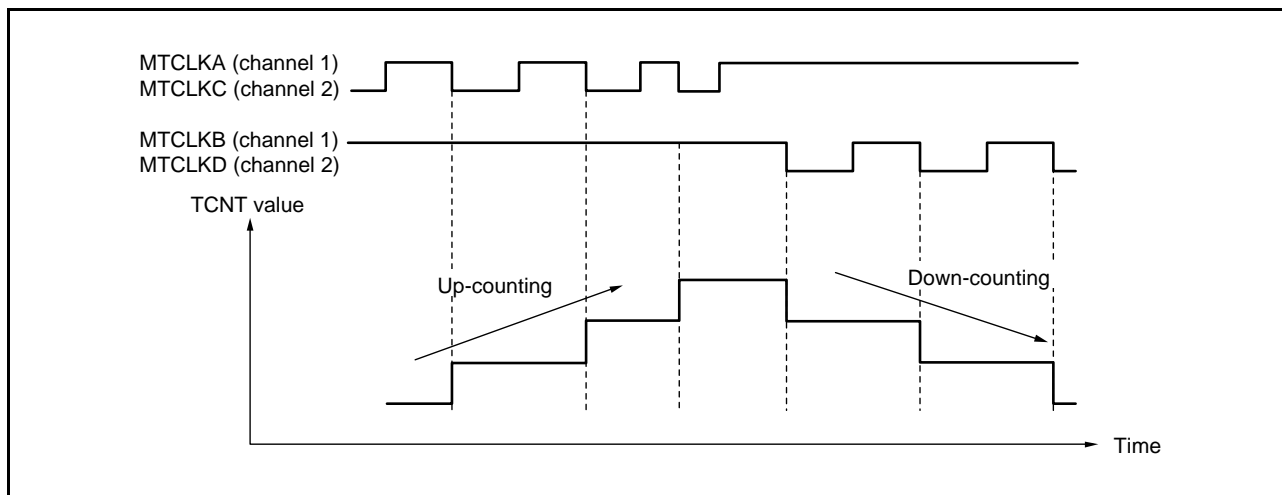 MTCLKA (channel 1)
MTCLKC (channel 2)
MTCLKB (channel 1)
MTCLKD (channel 2)
TCNT value
Up-counting
Down-counting
Time